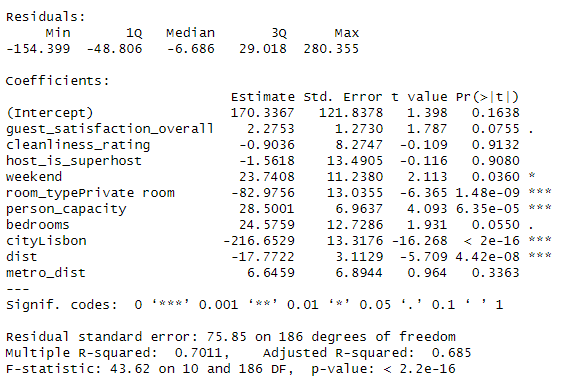 Residuals:
     Min       1Q   Median       3Q      Max
-154.399  -48.806   -6.686   29.018  280.355

Coefficients:
                            Estimate Std. Error t value Pr(>|t|)
(Intercept)                 170.3367   121.8378   1.398   0.1638
guest_satisfaction_overall    2.2753     1.2730   1.787   0.0755 .
cleanliness_rating           -0.9036     8.2747  -0.109   0.9132
host_is_superhost            -1.5618    13.4905  -0.116   0.9080
weekend                      23.7408    11.2380   2.113   0.0360 *
room_typePrivate room       -82.9756    13.0355  -6.365 1.48e-09 ***
person_capacity              28.5001     6.9637   4.093 6.35e-05 ***
bedrooms                     24.5759    12.7286   1.931   0.0550 .
cityLisbon                 -216.6529    13.3176 -16.268  < 2e-16 ***
dist                        -17.7722     3.1129  -5.709 4.42e-08 ***
metro_dist                    6.6459     6.8944   0.964   0.3363
---
Signif. codes:  0 ‘***’ 0.001 ‘**’ 0.01 ‘*’ 0.05 ‘.’ 0.1 ‘ ’ 1

Residual standard error: 75.85 on 186 degrees of freedom
Multiple R-squared:  0.7011,    Adjusted R-squared:  0.685
F-statistic: 43.62 on 10 and 186 DF,  p-value: < 2.2e-16